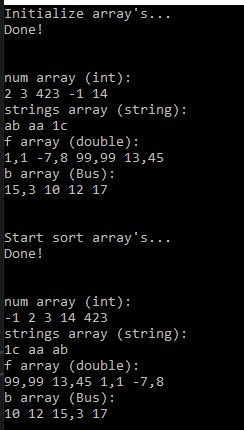 Initialize array's...
Done!
num array (int):
2 3 423 -1 14
strings array (string):
ab aa 1c
f array (double):
1,1 -7,8 99,99 13,45
b array (Bus):
15,3 10 12 17
Start sort array's...
Done!
num array (int):
-1 2 3 14 423
strings array (string):
1c aa ab
f array (double):
99,99 13,45 1,1 -7,8
b array (Bus):
10 12 15,3 17